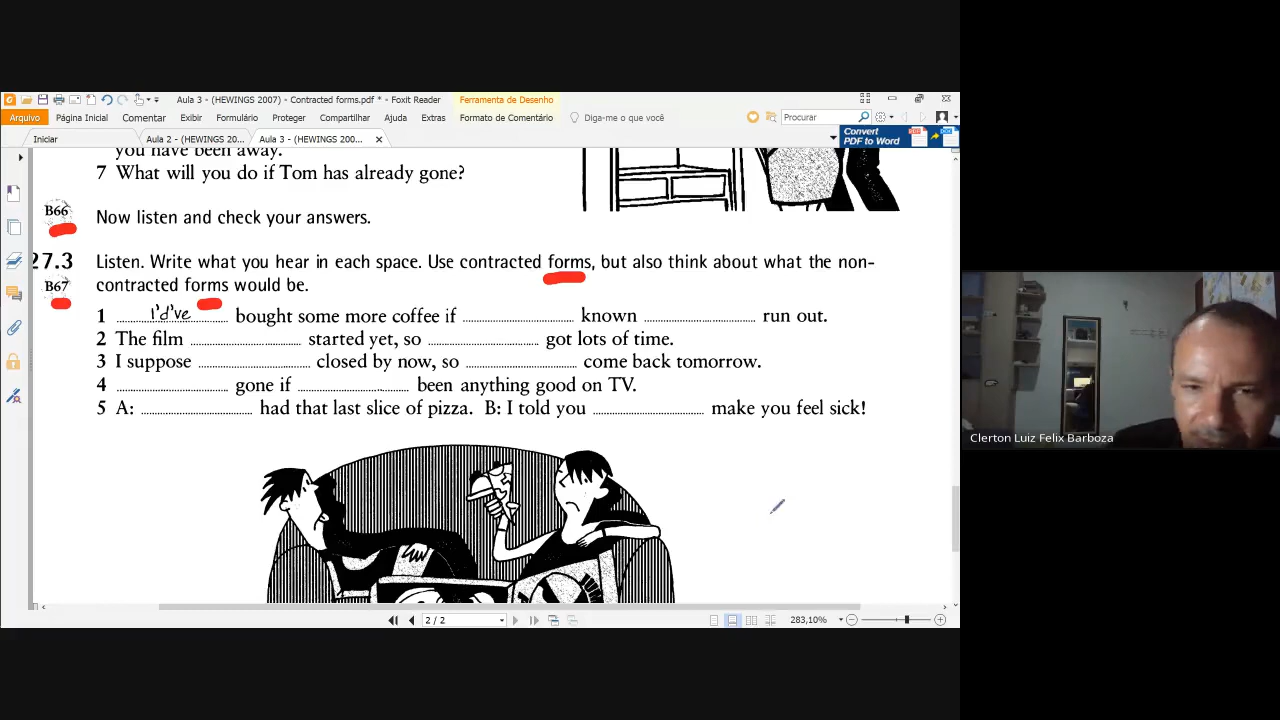 Aula 3 - (HEWINGS 2007) - Contracted forms.pdf * - Foxit Reader
Ferramenta de Desenho
Arquivo Página Inicial Comentar Exibir Formulário Proteger Compartilhar Ajuda Extras Formato de Comentário Diga-me o que você Procurar
Iniciar Aula 2 - (HEWINGS 20... Aula 3 - (HEWINGS 200...
Convert
PDF to Word
you have been away.
7 What will you do if Tom has already gone?
B66 Now listen and check your answers.
27.3 Listen. Write what you hear in each space. Use contracted forms, but also think about what the non-
B67 contracted forms would be.
1 I'd've bought some more coffee if ........ known ........ run out.
2 The film ........ started yet, so ........ got lots of time.
3 I suppose ........ closed by now, so ........ come back tomorrow.
4 ........ gone if ........ been anything good on TV.
5 A: ........ had that last slice of pizza. B: I told you ........ make you feel sick!
2 / 2
283,10%
Clerton Luiz Felix Barboza